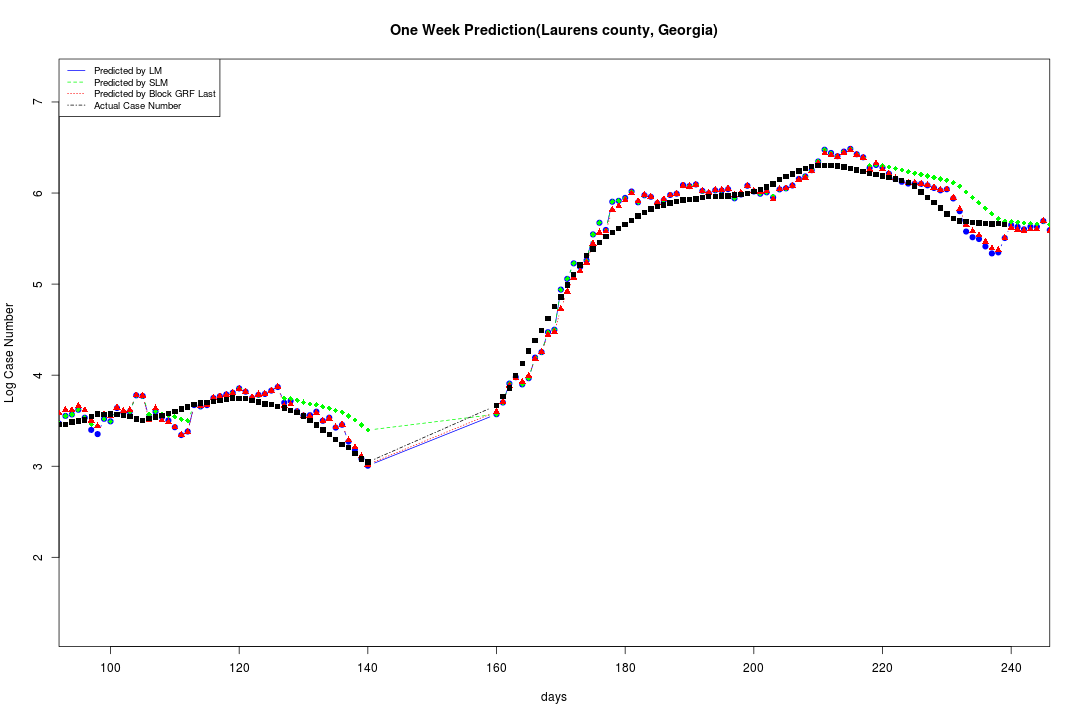 One Week Prediction(Laurens county, Georgia)
Predicted by LM
Predicted by SLM
Predicted by Block GRF Last
Actual Case Number
Log Case Number
7
6
5
4
3
2
100 120 140 160 180 200 220 240
days